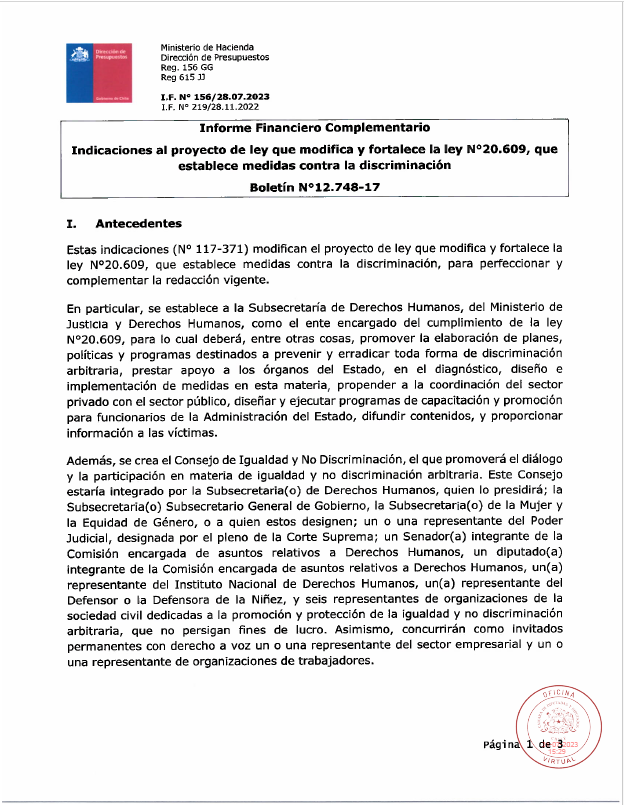 Dirección de
Presupuestos
Gobierno de Chile
Ministerio de Hacienda
Dirección de Presupuestos
Reg. 156 GG
Reg 615 JJ
I.F. N° 156/28.07.2023
I.F. N° 219/28.11.2022
Informe Financiero Complementario
Indicaciones al proyecto de ley que modifica y fortalece la ley N°20.609, que
establece medidas contra la discriminación
Boletín N°12.748-17
I. Antecedentes
Estas indicaciones (N° 117-371) modifican el proyecto de ley que modifica y fortalece la
ley N°20.609, que establece medidas contra la discriminación, para perfeccionar y
complementar la redacción vigente.
En particular, se establece a la Subsecretaría de Derechos Humanos, del Ministerio de
Justicia y Derechos Humanos, como el ente encargado del cumplimiento de la ley
N°20.609, para lo cual deberá, entre otras cosas, promover la elaboración de planes,
políticas y programas destinados a prevenir y erradicar toda forma de discriminación
arbitraria, prestar apoyo a los órganos del Estado, en el diagnóstico, diseño e
implementación de medidas en esta materia, propender a la coordinación del sector
privado con el sector público, diseñar y ejecutar programas de capacitación y promoción
para funcionarios de la Administración del Estado, difundir contenidos, y proporcionar
información a las víctimas.
Además, se crea el Consejo de Igualdad y No Discriminación, el que promoverá el diálogo
y la participación en materia de igualdad y no discriminación arbitraria. Este Consejo
estaría integrado por la Subsecretaria(o) de Derechos Humanos, quien lo presidirá; la
Subsecretaria(o) Subsecretario General de Gobierno, la Subsecretaria(o) de la Mujer y
la Equidad de Género, o a quien estos designen; un o una representante del Poder
Judicial, designada por el pleno de la Corte Suprema; un Senador(a) integrante de la
Comisión encargada de asuntos relativos a Derechos Humanos, un diputado(a)
integrante de la Comisión encargada de asuntos relativos a Derechos Humanos, un(a)
representante del Instituto Nacional de Derechos Humanos, un(a) representante del
Defensor o la Defensora de la Niñez, y seis representantes de organizaciones de la
sociedad civil dedicadas a la promoción y protección de la igualdad y no discriminación
arbitraria, que no persigan fines de lucro. Asimismo, concurrirán como invitados
permanentes con derecho a voz un o una representante del sector empresarial y un o
una representante de organizaciones de trabajadores.
OFICINA
Página 1 de 3
15:29
VIRTUAL